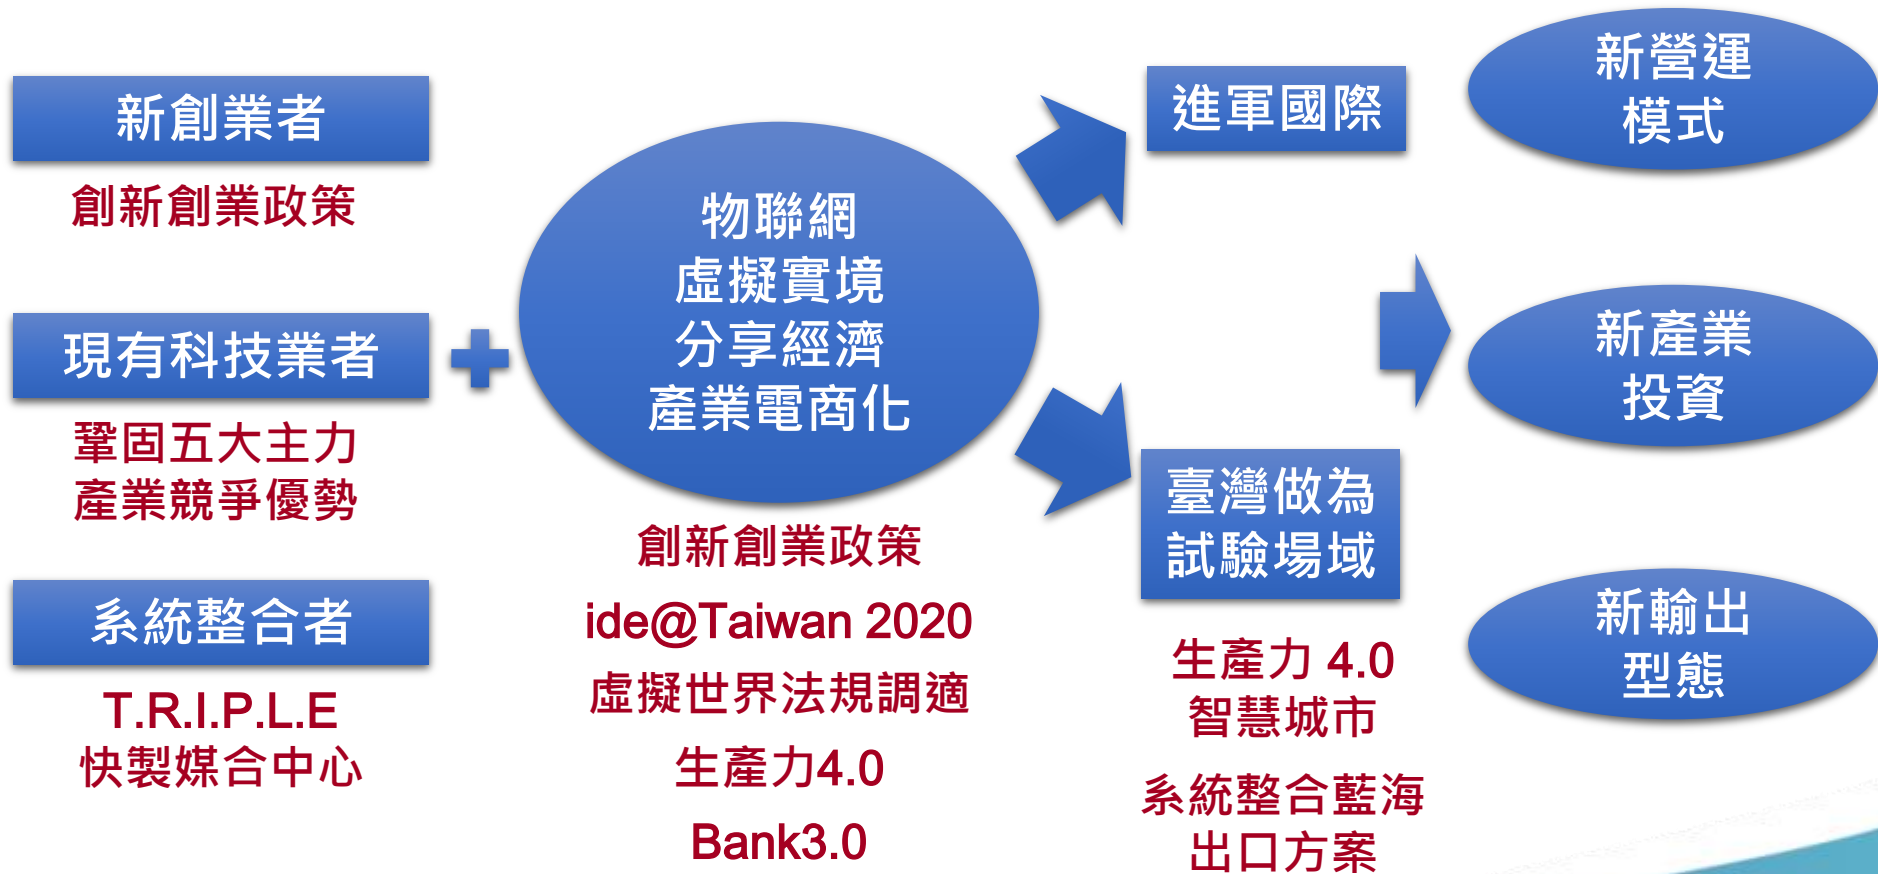 新創業者
創新創業政策
現有科技業者
鞏固五大主力
產業競爭優勢
系統整合者
T.R.I.P.L.E
快製媒合中心
物聯網
虛擬實境
分享經濟
產業電商化
創新創業政策
ide@Taiwan 2020
虛擬世界法規調適
生產力4.0
Bank3.0
進軍國際
臺灣做為
試驗場域
生產力 4.0
智慧城市
系統整合藍海
出口方案
新營運
模式
新產業
投資
新輸出
型態